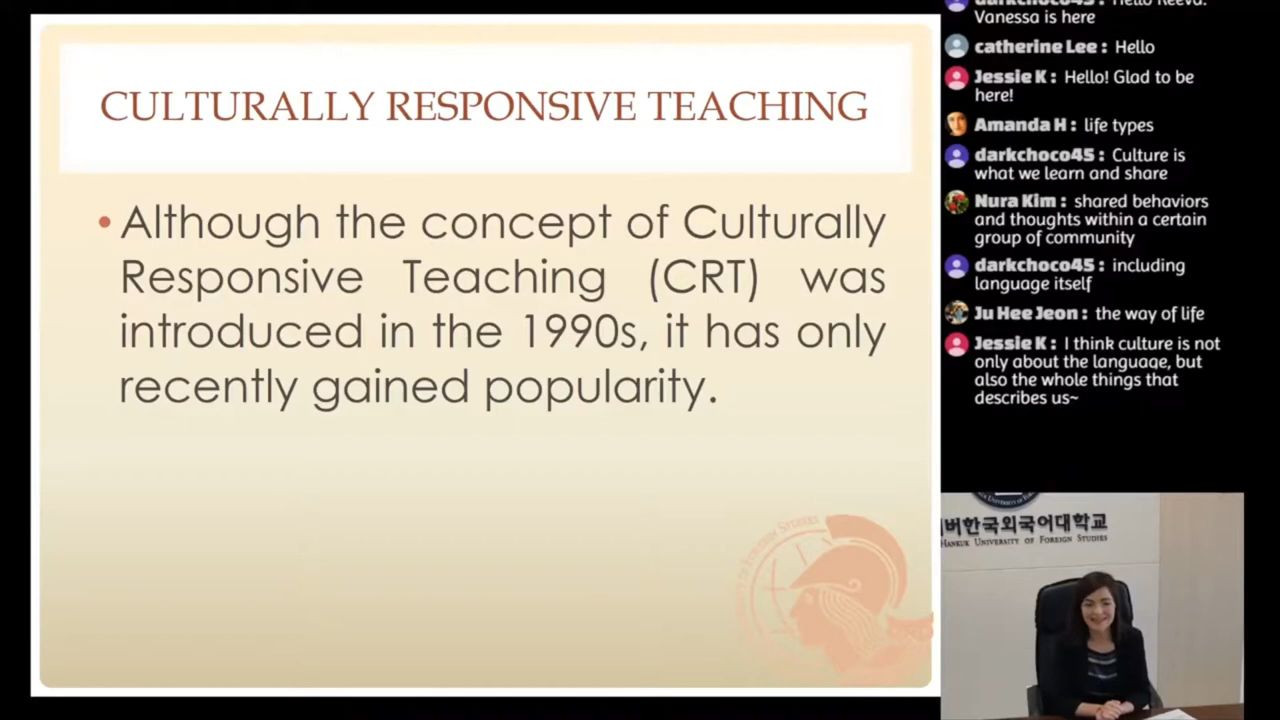 CULTURALLY RESPONSIVE TEACHING
•Although the concept of Culturally
Responsive Teaching (CRT) was
introduced in the 1990s, it has only
recently gained popularity.
Vanessa is here
catherine Lee : Hello
Jessie K : Hello! Glad to be
here!
Amanda H : life types
darkchoco45 : Culture is
what we learn and share
Nura Kim : shared behaviors
and thoughts within a certain
group of community
darkchoco45 : including
language itself
Ju Hee Jeon : the way of life
Jessie K : I think culture is not
only about the language, but
also the whole things that
describes us~
버한국외국어대학교
HANKUK UNIVERSITY OF FOREIGN STUDIES